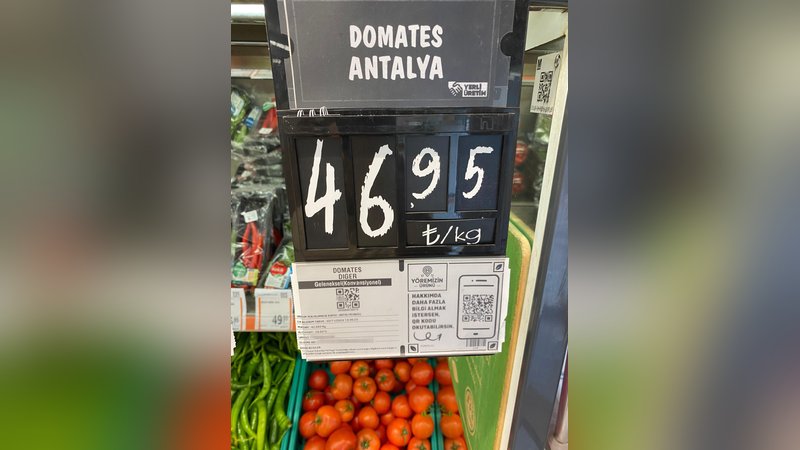 DOMATES
ANTALYA
YERLİ
ÜRETİM
46,95
₺/kg
DOMATES
DİĞER
Geleneksel(Konvansiyonel)
YÖREMİZİN
ÜRÜNÜ
HAKKIMDA
DAHA FAZLA
BİLGİ ALMAK
İSTERSEN,
QR KODU
OKUTABİLİRSİN.
49